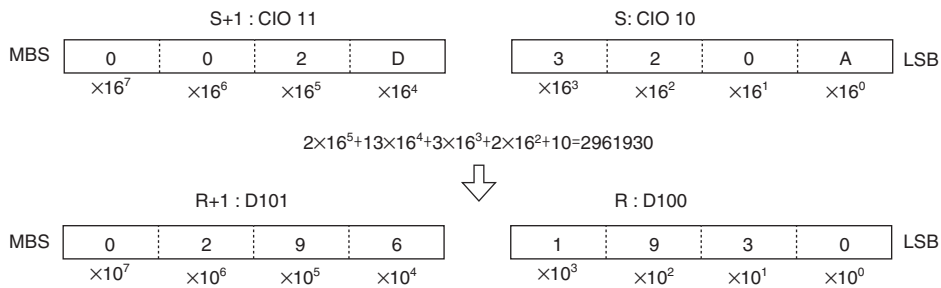 S+1 : CIO 11 S: CIO 10
MBS 0 0 2 D 3 2 0 A LSB
×16⁷ ×16⁶ ×16⁵ ×16⁴ ×16³ ×16² ×16¹ ×16⁰
2×16⁵+13×16⁴+3×16³+2×16²+10=2961930
R+1 : D101 R : D100
MBS 0 2 9 6 1 9 3 0 LSB
×10⁷ ×10⁶ ×10⁵ ×10⁴ ×10³ ×10² ×10¹ ×10⁰